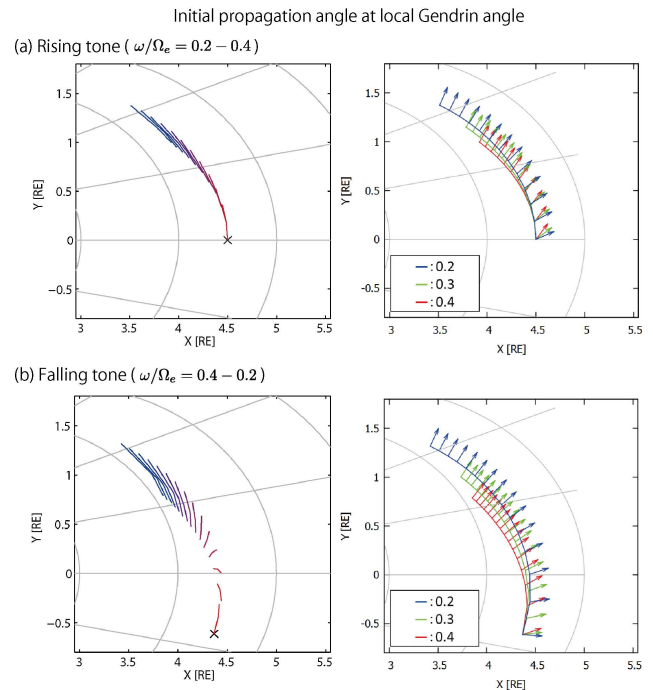 Initial propagation angle at local Gendrin angle
(a) Rising tone ( ω/Ωₑ = 0.2 − 0.4 )
1.5
1
0.5
0
−0.5
Y [RE]
3 3.5 4 4.5 5 5.5
X [RE]
1.5
1
0.5
0
-0.5
Y [RE]
: 0.2
: 0.3
: 0.4
3 3.5 4 4.5 5 5.5
X [RE]
(b) Falling tone ( ω/Ωₑ = 0.4 − 0.2 )
1.5
1
0.5
0
−0.5
Y [RE]
3 3.5 4 4.5 5 5.5
X [RE]
1.5
1
0.5
0
-0.5
Y [RE]
: 0.2
: 0.3
: 0.4
3 3.5 4 4.5 5 5.5
X [RE]